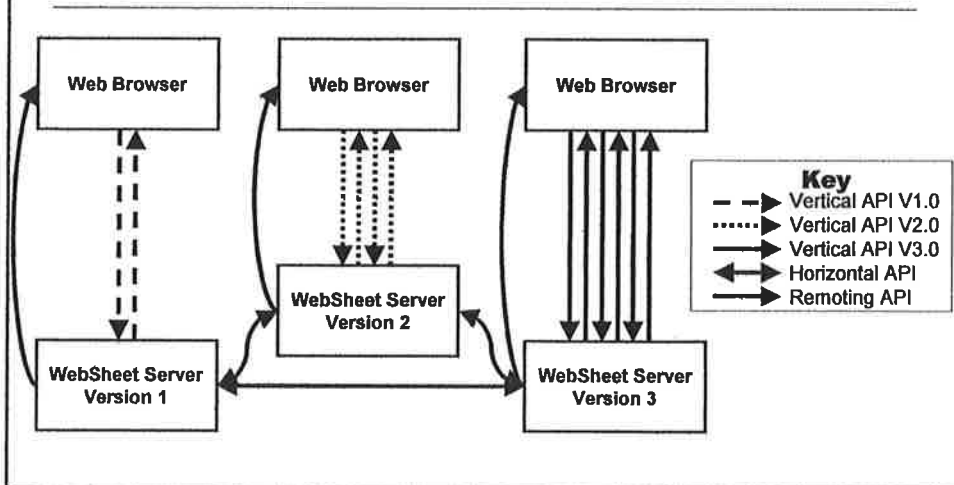 Web Browser
Web Browser
Web Browser
Key
Vertical API V1.0
Vertical API V2.0
Vertical API V3.0
Horizontal API
Remoting API
WebSheet Server
Version 2
WebSheet Server
Version 1
WebSheet Server
Version 3